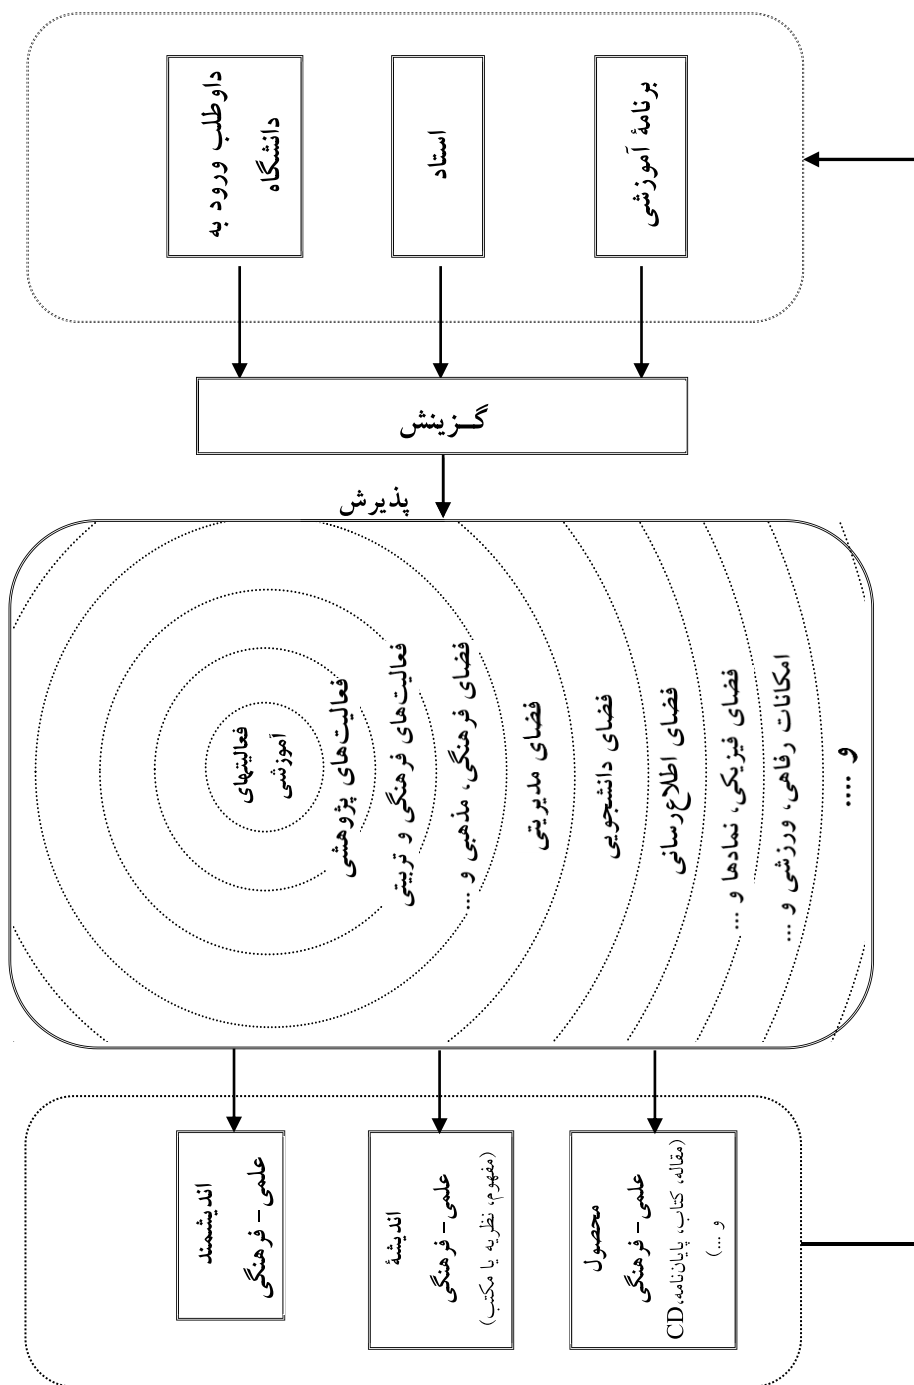 داوطلب ورود به
دانشگاه
استاد
برنامهٔ آموزشی
گـزینش
پذیرش
فعالیتهای
آموزشی
فعالیت‌های پژوهشی
فعالیت‌های فرهنگی و تربیتی
فضای فرهنگی، مذهبی و ...
فضای مدیریتی
فضای دانشجویی
فضای اطلاع‌رسانی
فضای فیزیکی، نمادها و ...
امکانات رفاهی، ورزشی و ...
و ....
اندیشمند
علمی - فرهنگی
اندیشهٔ
علمی - فرهنگی
(مفهوم، نظریه یا مکتب)
محصول
علمی - فرهنگی
(مقاله، کتاب، پایان‌نامه، CD
و ...)